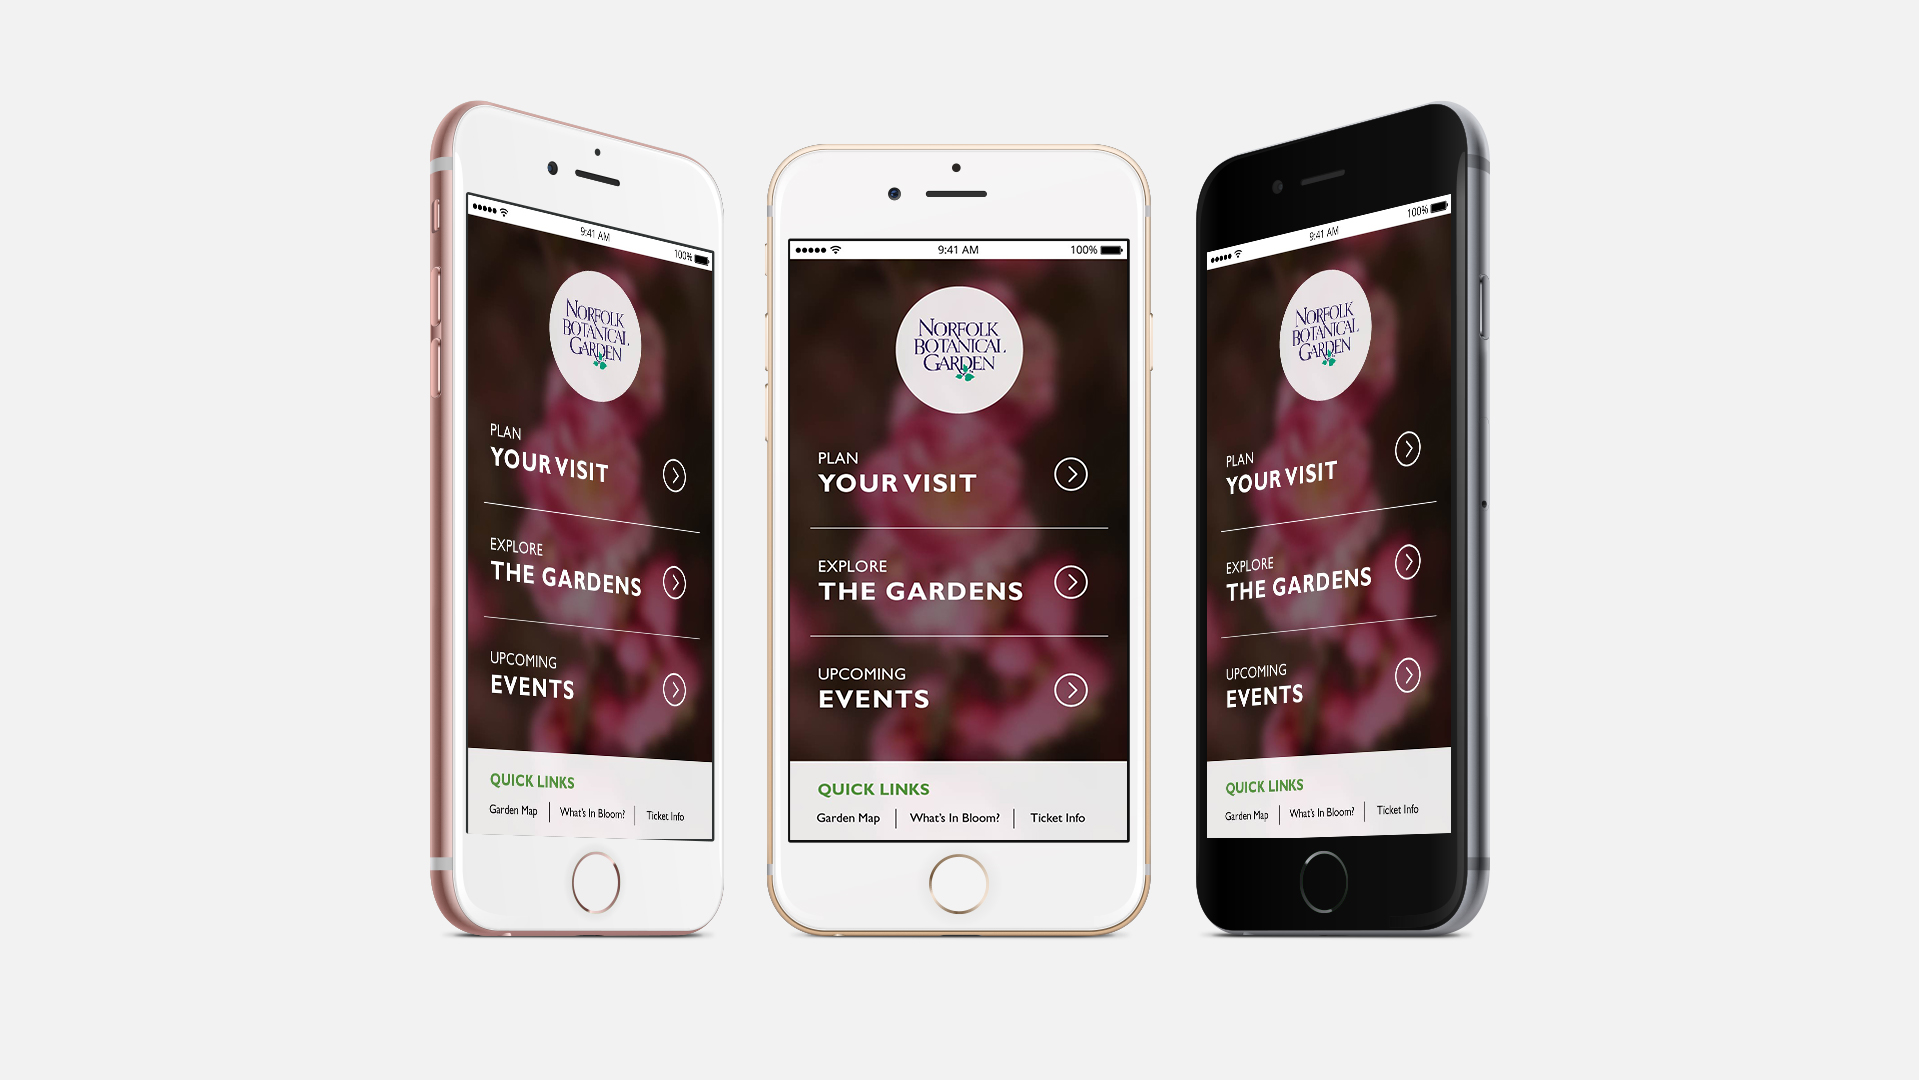 9:41 AM
100%
NORFOLK
BOTANICAL
GARDEN
PLAN
YOUR VISIT
EXPLORE
THE GARDENS
UPCOMING
EVENTS
QUICK LINKS
Garden Map | What's In Bloom? | Ticket Info
9:41 AM 100%
NORFOLK
BOTANICAL
GARDEN
PLAN
YOUR VISIT
EXPLORE
THE GARDENS
UPCOMING
EVENTS
QUICK LINKS
Garden Map | What's In Bloom? | Ticket Info
100%
9:41 AM
NORFOLK
BOTANICAL
GARDEN
PLAN
YOUR VISIT
EXPLORE
THE GARDENS
UPCOMING
EVENTS
QUICK LINKS
Garden Map | What's In Bloom? | Ticket Info